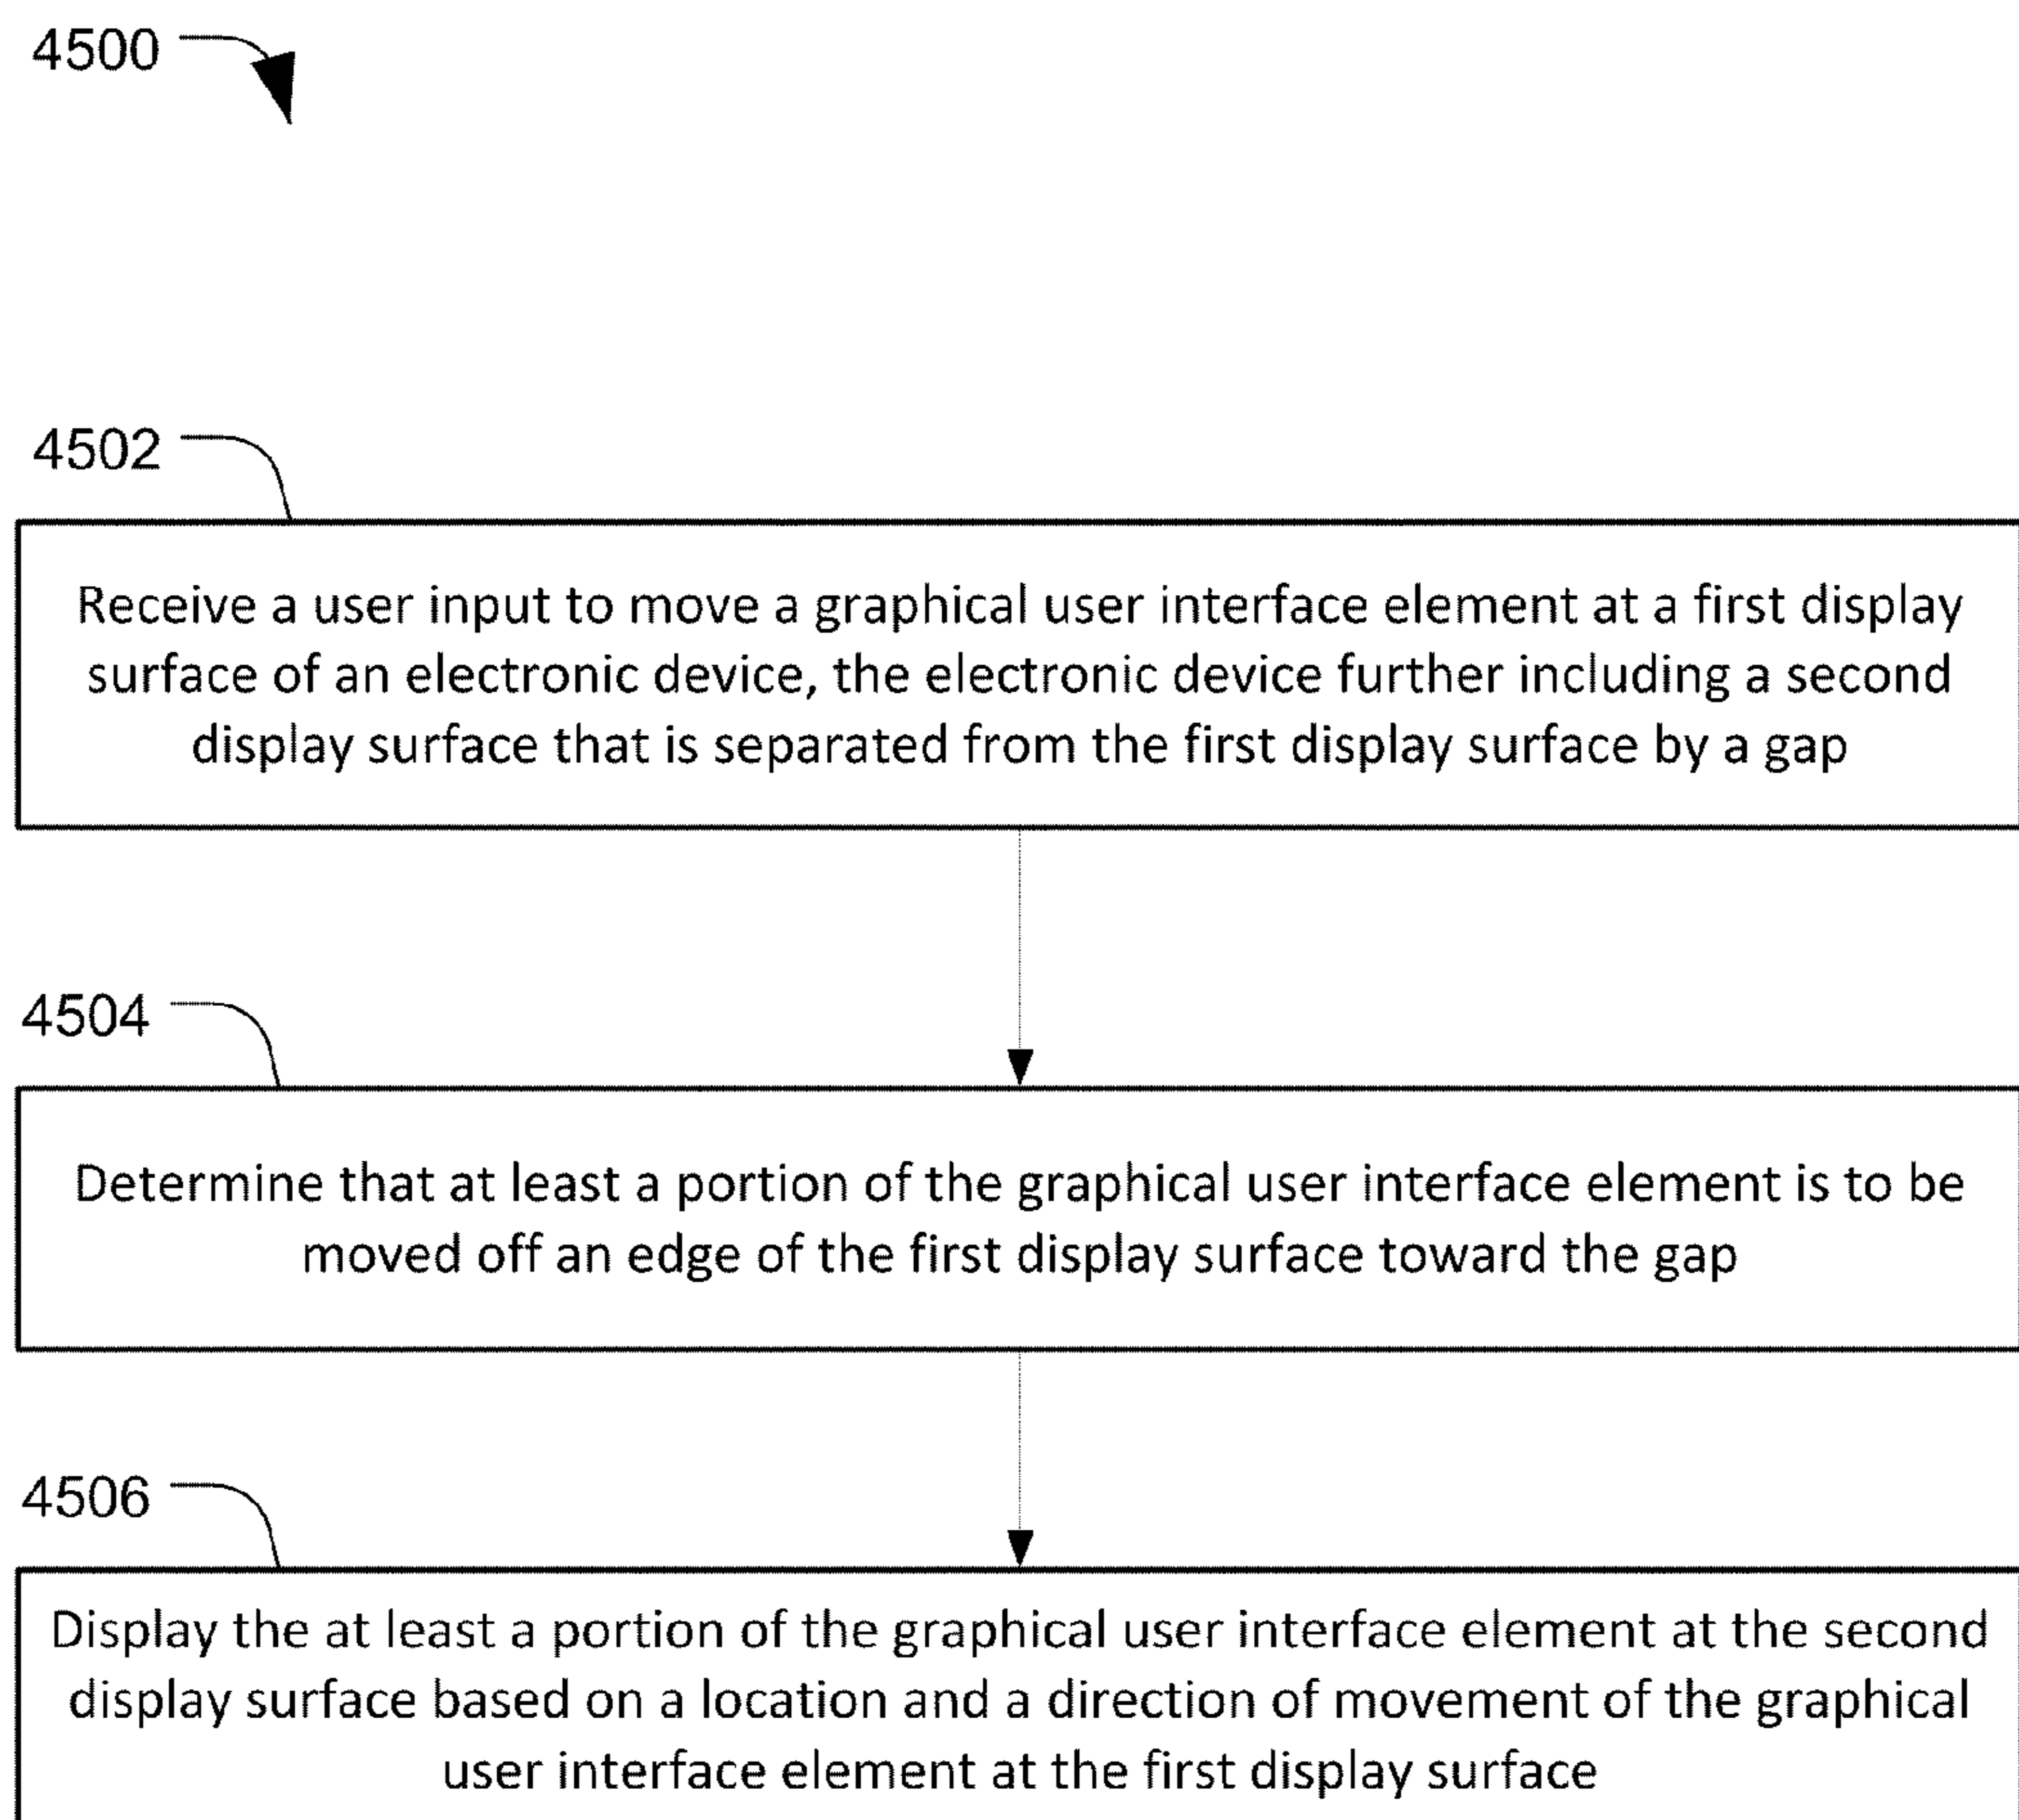 4500
4502
Receive a user input to move a graphical user interface element at a first display
surface of an electronic device, the electronic device further including a second
display surface that is separated from the first display surface by a gap
4504
Determine that at least a portion of the graphical user interface element is to be
moved off an edge of the first display surface toward the gap
4506
Display the at least a portion of the graphical user interface element at the second
display surface based on a location and a direction of movement of the graphical
user interface element at the first display surface